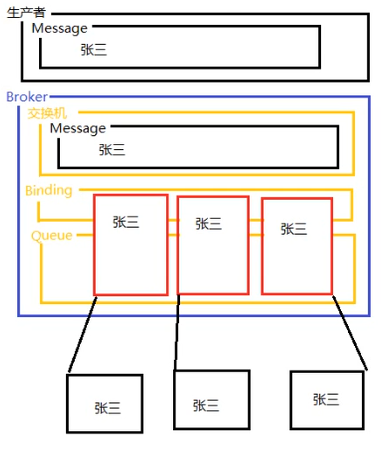 生产者
Message
张三
Broker
交换机
Message
张三
Binding
张三 张三 张三
Queue
张三 张三 张三